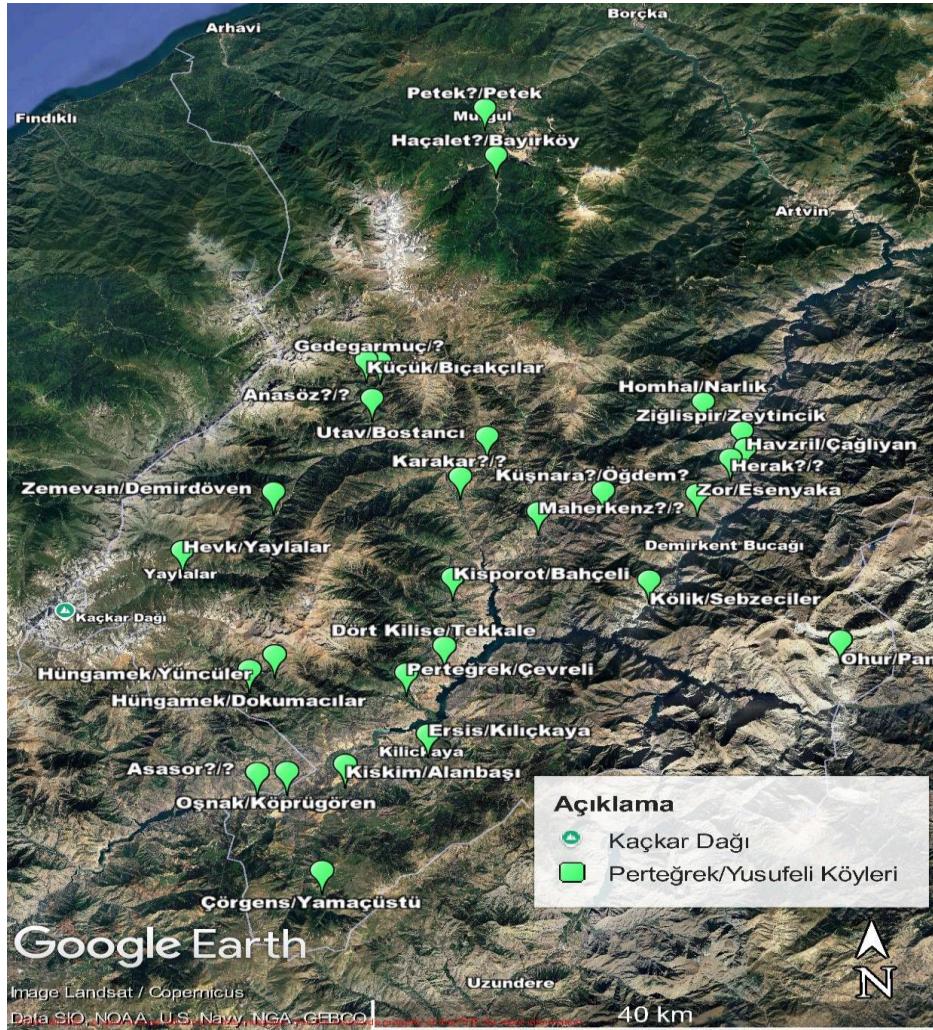 Borçka
Arhavi
Petek?/Petek
Fındıklı
Haçalet?/Bayırköy
Artvin
Gedegarmuç/?
Küçük/Bıçakçılar
Anasöz?/?
Homhal/Narlık
Ziğlispir/Zeytincik
Utav/Bostancı
Havzril/Çağlıyan
Karakar?/?
Herak?/?
Küşnara?/Öğdem?
Zemevan/Demirdöven
Zor/Esenyaka
Maherkenz?/?
Hevk/Yaylalar
Demirkent Bucağı
Yaylalar
Kisporot/Bahçeli
Kölik/Sebzeciler
Kaçkar Dağı
Dört Kilise/Tekkale
Ohur/Pam
Hüngamek/Yüncüler
Perteğrek/Çevreli
Hüngamek/Dokumacılar
Ersis/Kılıçkaya
Kılıçkaya
Asasor?/?
Kiskim/Alanbaşı
Oşnak/Köprügören
Açıklama
Kaçkar Dağı
Perteğrek/Yusufeli Köyleri
Çörgens/Yamaçüstü
Google Earth
N
Uzundere
Image Landsat / Copernicus
Data SIO, NOAA, U.S. Navy, NGA, GEBCO
40 km